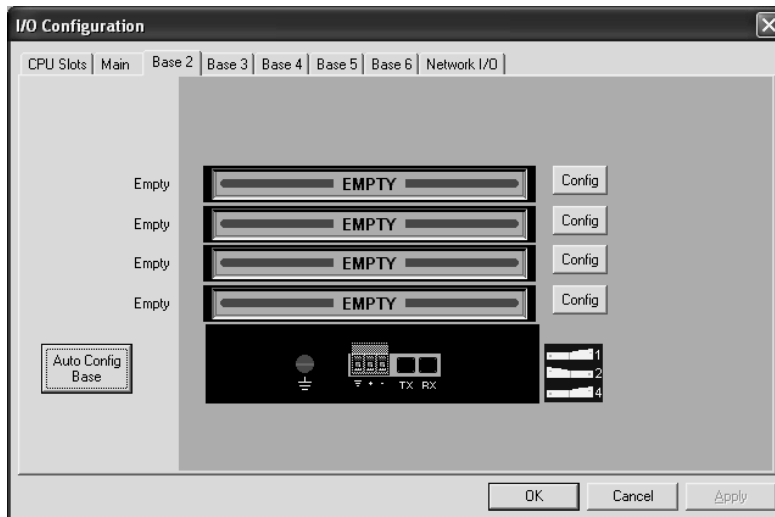 I/O Configuration
CPU Slots Main Base 2 Base 3 Base 4 Base 5 Base 6 Network I/O
Empty EMPTY Config
Empty EMPTY Config
Empty EMPTY Config
Empty EMPTY Config
Auto Config
Base
1
2
4
+ - TX RX
OK Cancel Apply